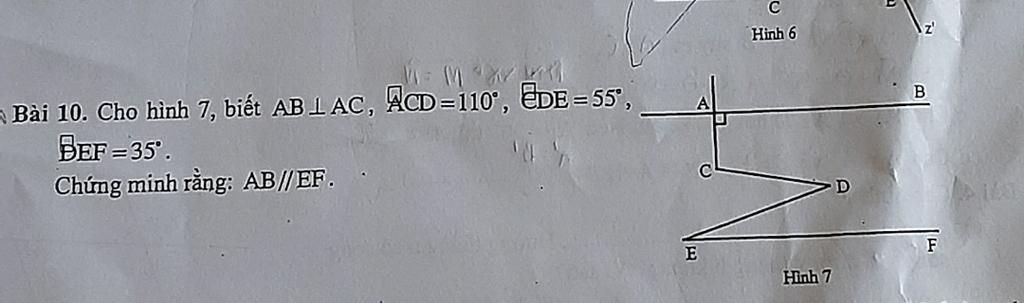 C
E
Hình 6
z'
Bài 10. Cho hình 7, biết AB ⊥ AC, ACD = 110°, CDE = 55°,
DEF = 35°.
Chứng minh rằng: AB // EF.
A
B
C
D
E
F
Hình 7